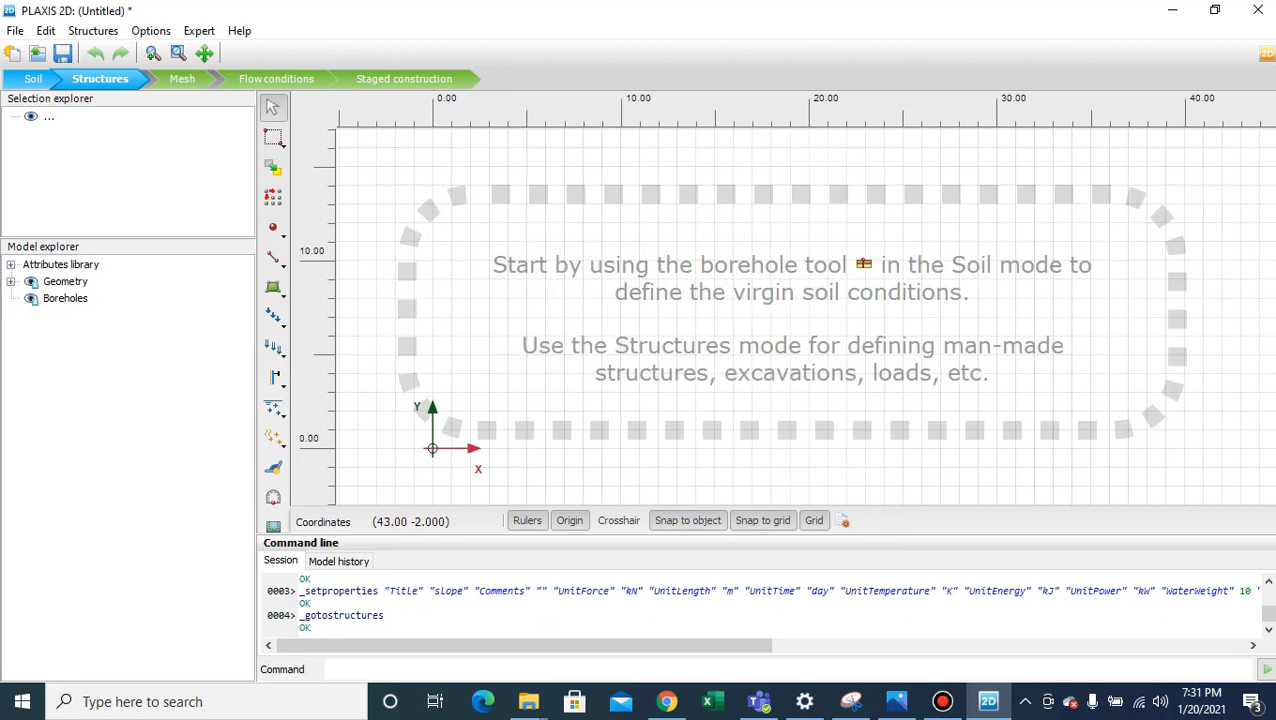 PLAXIS 2D: (Untitled) *
File Edit Structures Options Expert Help
2D
Soil Structures Mesh Flow conditions Staged construction
Selection explorer
...
Model explorer
Attributes library
Geometry
Boreholes
0.00 10.00 20.00 30.00 40.00
10.00
0.00
Start by using the borehole tool in the Soil mode to
define the virgin soil conditions.
Use the Structures mode for defining man-made
structures, excavations, loads, etc.
Y
X
Coordinates (43.00 -2.000) Rulers Origin Crosshair Snap to object Snap to grid Grid
Command line
Session Model history
OK
0003> _setproperties "Title" "slope" "Comments" "" "UnitForce" "kN" "UnitLength" "m" "UnitTime" "day" "UnitTemperature" "K" "UnitEnergy" "kJ" "UnitPower" "kW" "WaterWeight" 10 "
OK
0004> _gotostructures
OK
Command
Type here to search
2D
7:31 PM
1/20/2021
3